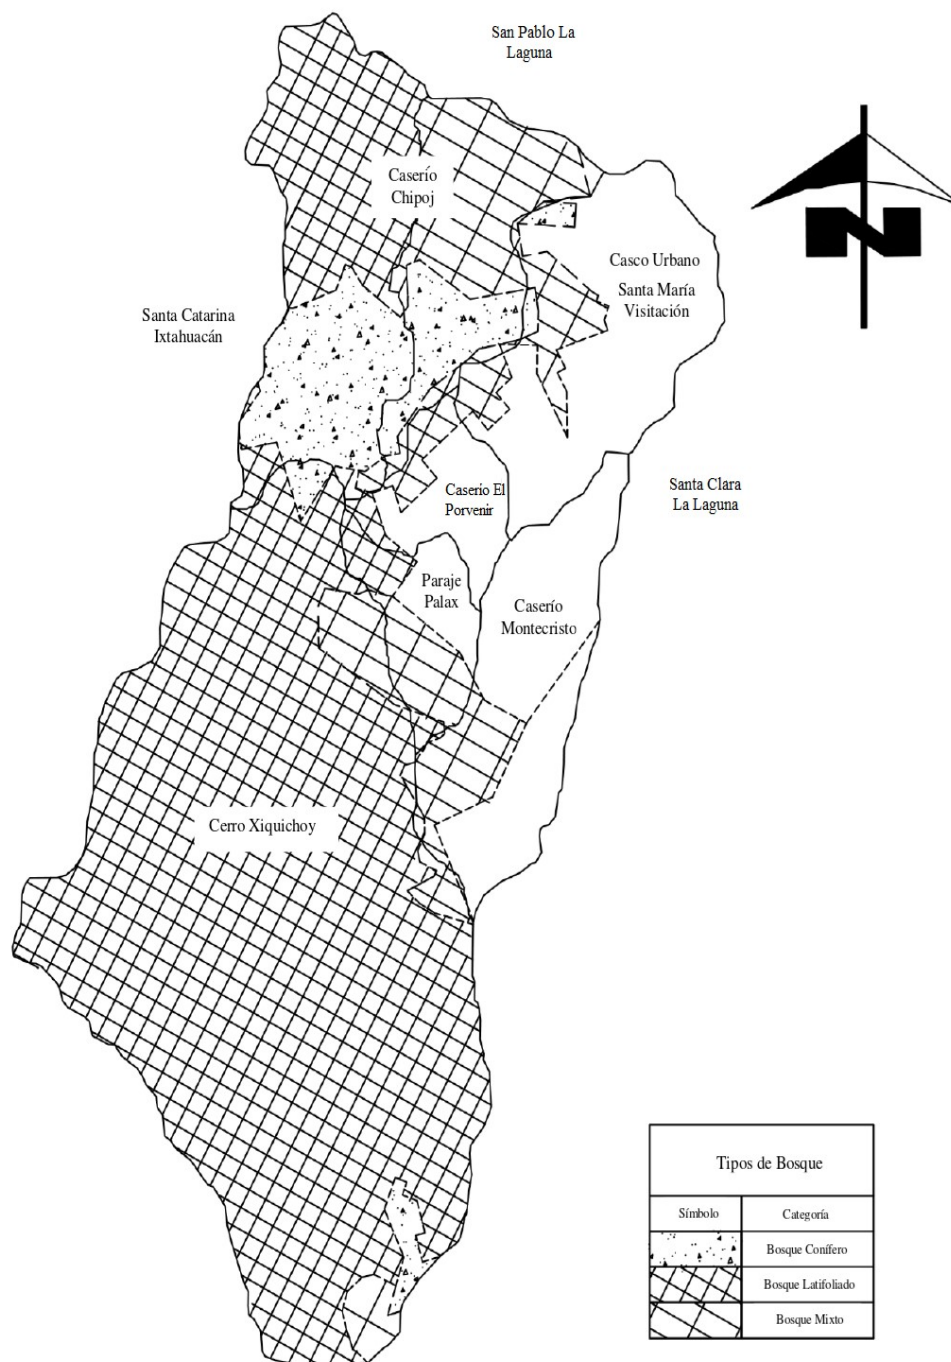 San Pablo La
Laguna
Caserío
Chipoj
Casco Urbano
Santa María
Visitación
Santa Catarina
Ixtahuacán
Santa Clara
La Laguna
Caserio El
Porvenir
Paraje
Palax
Caserío
Montecristo
Cerro Xiquichoy
N
Tipos de Bosque
Símbolo
Categoría
Bosque Conífero
Bosque Latifoliado
Bosque Mixto